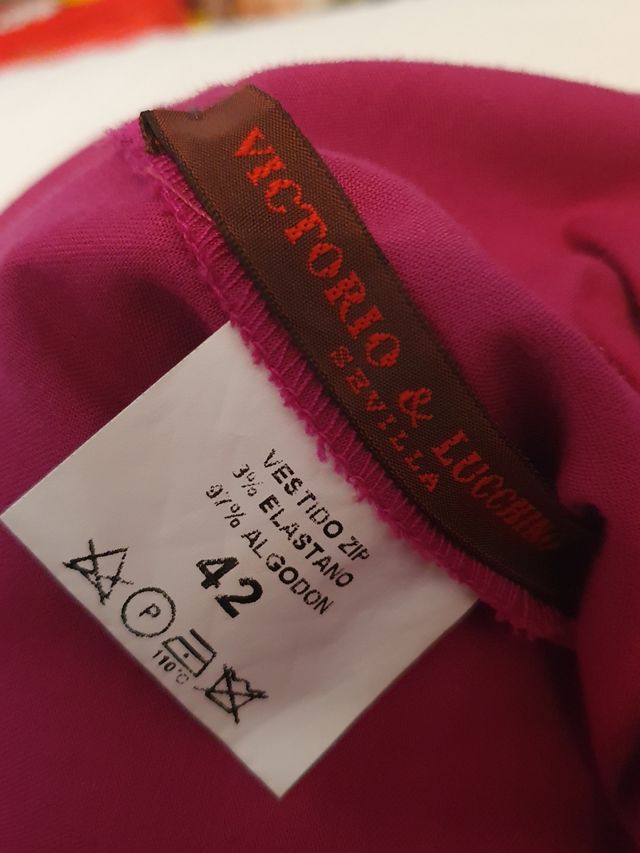 VICTORIO & LUCCHINO
SEVILLA
VESTIDO ZIP
3% ELASTANO
97% ALGODON
42
P
110°C